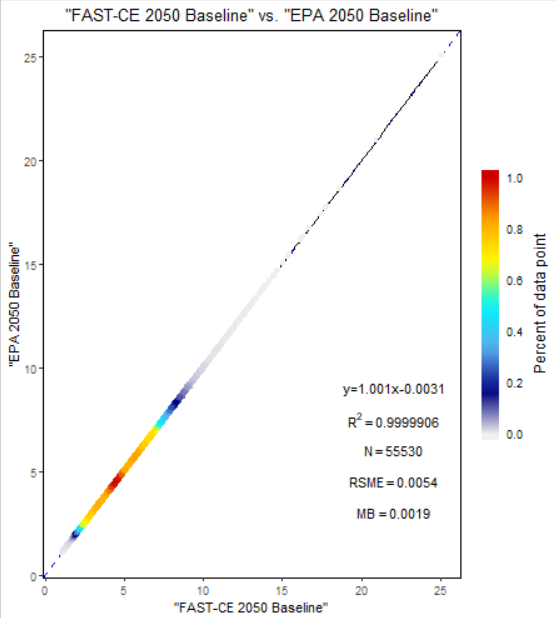 "FAST-CE 2050 Baseline" vs. "EPA 2050 Baseline"
25
20
15
10
5
0
"EPA 2050 Baseline"
y=1.001x-0.0031
R² = 0.9999906
N = 55530
RSME = 0.0054
MB = 0.0019
0 5 10 15 20 25
"FAST-CE 2050 Baseline"
1.0
0.8
0.6
0.4
0.2
0.0
Percent of data point